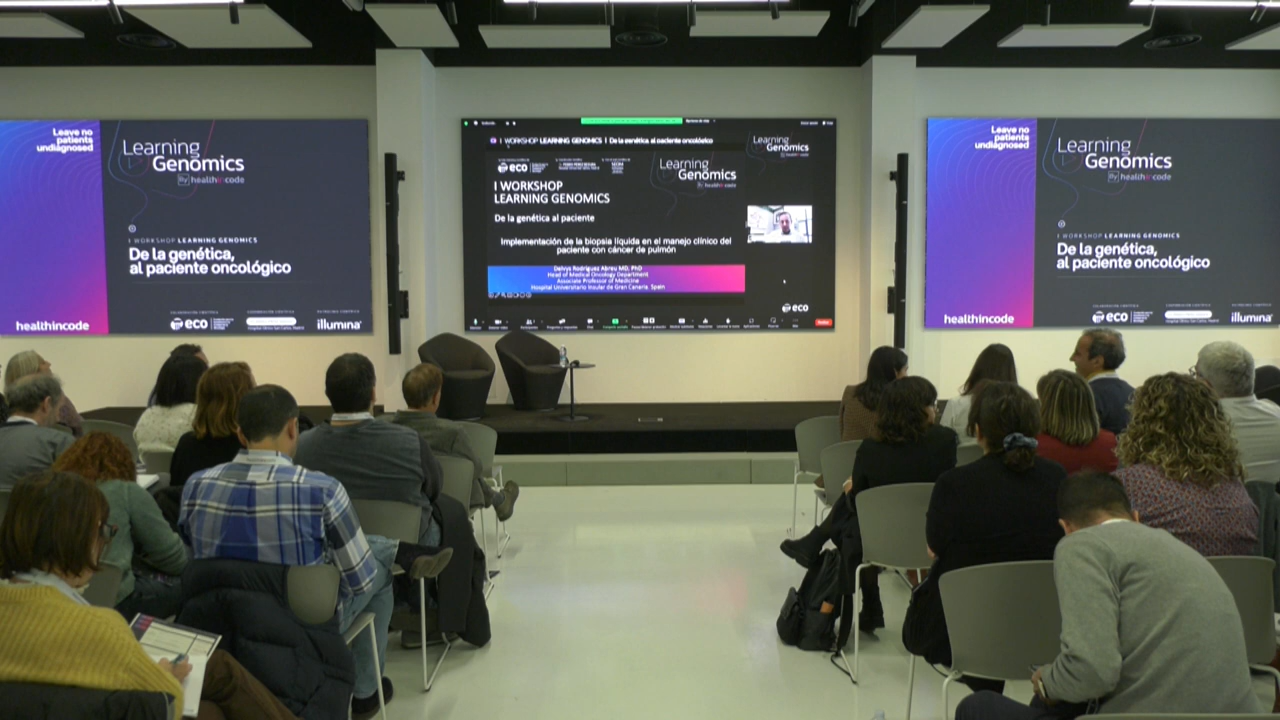 Leave no
patients
undiagnosed
Learning
Genomics
By healthincode
I WORKSHOP LEARNING GENOMICS
De la genética,
al paciente oncológico
healthincode
eco
illumina
I WORKSHOP LEARNING GENOMICS | De la genética al paciente oncológico
Learning
Genomics
eco
Learning
Genomics
By healthincode
I WORKSHOP
LEARNING GENOMICS
De la genética al paciente
Implementación de la biopsia líquida en el manejo clínico del
paciente con cáncer de pulmón
Delvys Rodríguez Abreu MD, PhD
Head of Medical Oncology Department
Associate Professor of Medicine
Hospital Universitario Insular de Gran Canaria. Spain
eco
Leave no
patients
undiagnosed
Learning
Genomics
By healthincode
I WORKSHOP LEARNING GENOMICS
De la genética,
al paciente oncológico
healthincode
eco
illumina